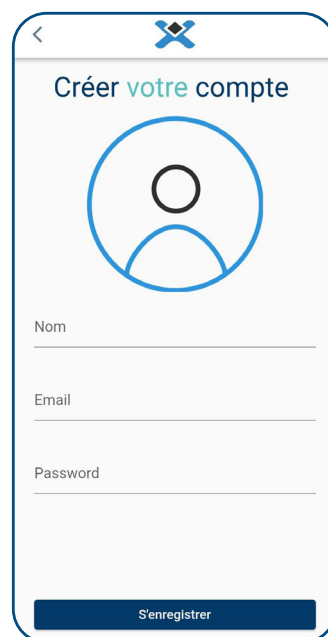 Créer votre compte
Nom
Email
Password
S'enregistrer